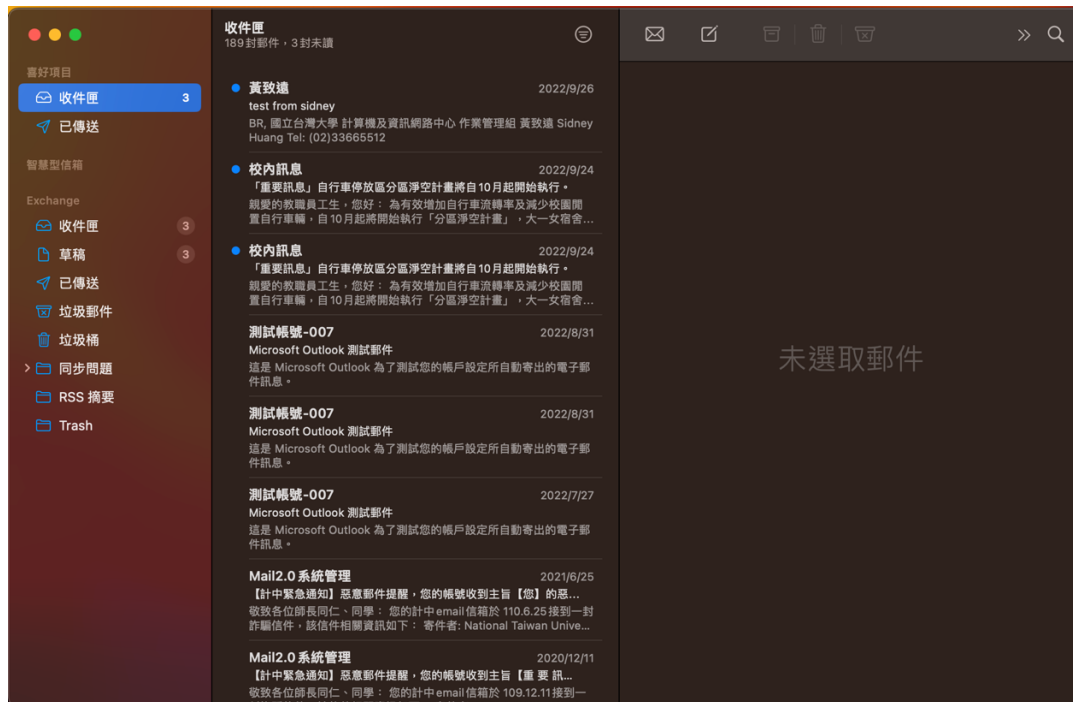 喜好項目
收件匣 3
已傳送
智慧型信箱
Exchange
收件匣 3
草稿 3
已傳送
垃圾郵件
垃圾桶
同步問題
RSS 摘要
Trash
收件匣
189封郵件，3封未讀
黃致遠 2022/9/26
test from sidney
BR, 國立台灣大學 計算機及資訊網路中心 作業管理組 黃致遠 Sidney
Huang Tel: (02)33665512
校內訊息 2022/9/24
「重要訊息」自行車停放區分區淨空計畫將自10月起開始執行。
親愛的教職員工生，您好： 為有效增加自行車流轉率及減少校園閒
置自行車輛，自10月起將開始執行「分區淨空計畫」，大一女宿舍...
校內訊息 2022/9/24
「重要訊息」自行車停放區分區淨空計畫將自10月起開始執行。
親愛的教職員工生，您好： 為有效增加自行車流轉率及減少校園閒
置自行車輛，自10月起將開始執行「分區淨空計畫」，大一女宿舍...
測試帳號-007 2022/8/31
Microsoft Outlook 測試郵件
這是 Microsoft Outlook 為了測試您的帳戶設定所自動寄出的電子郵
件訊息。
測試帳號-007 2022/8/31
Microsoft Outlook 測試郵件
這是 Microsoft Outlook 為了測試您的帳戶設定所自動寄出的電子郵
件訊息。
測試帳號-007 2022/7/27
Microsoft Outlook 測試郵件
這是 Microsoft Outlook 為了測試您的帳戶設定所自動寄出的電子郵
件訊息。
Mail2.0系統管理 2021/6/25
【計中緊急通知】惡意郵件提醒，您的帳號收到主旨【您】的惡...
敬致各位師長同仁、同學： 您的計中email信箱於 110.6.25接到一封
詐騙信件，該信件相關資訊如下： 寄件者: National Taiwan Unive...
Mail2.0系統管理 2020/12/11
【計中緊急通知】惡意郵件提醒，您的帳號收到主旨【重 要 訊...
敬致各位師長同仁、同學： 您的計中email信箱於 109.12.11接到一
未選取郵件